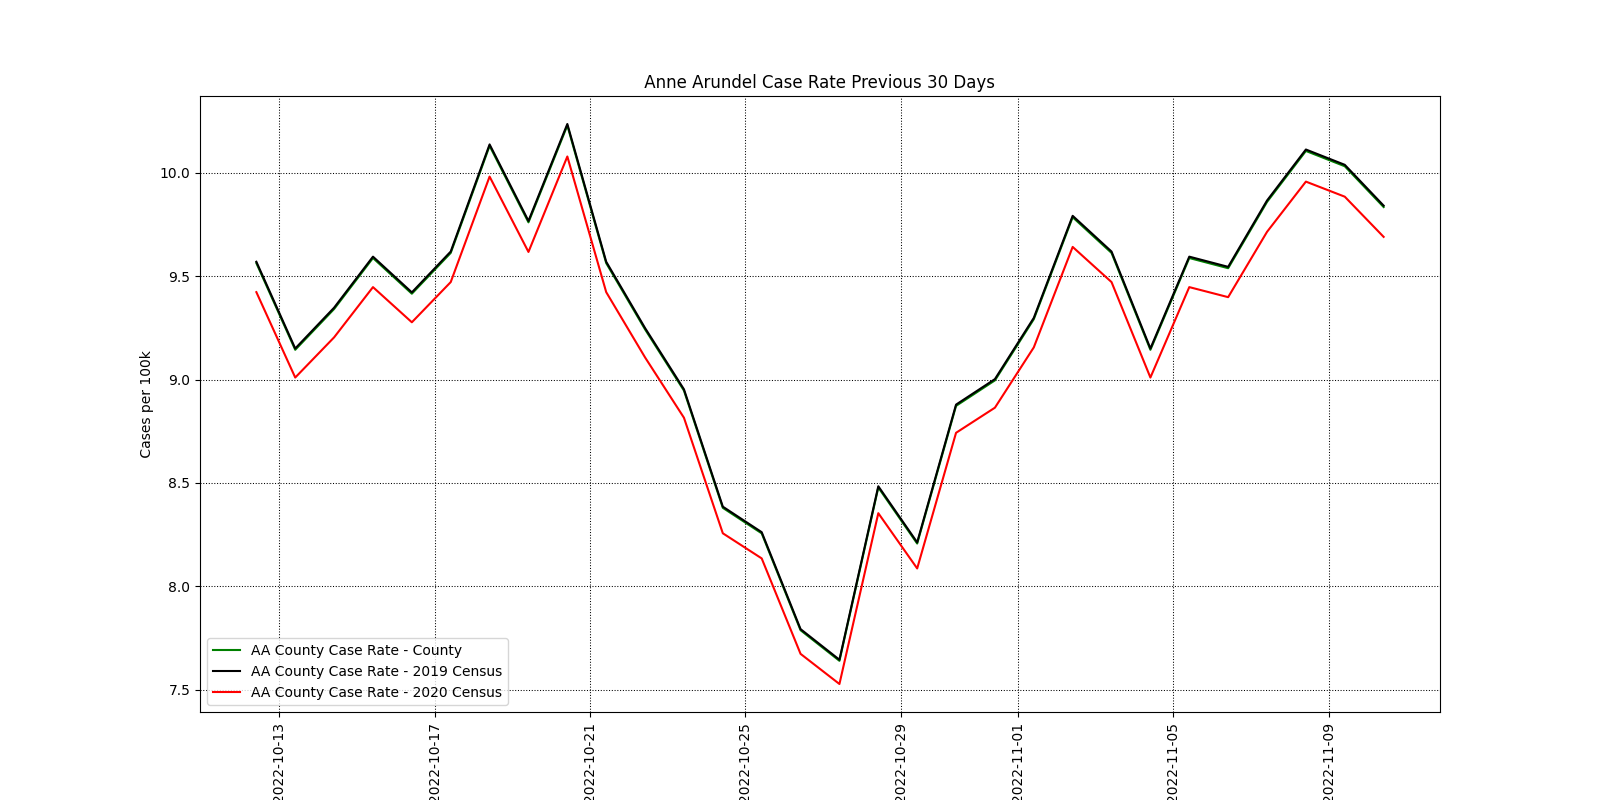 Anne Arundel Case Rate Previous 30 Days
Cases per 100k
10.0
9.5
9.0
8.5
8.0
7.5
AA County Case Rate - County
AA County Case Rate - 2019 Census
AA County Case Rate - 2020 Census
2022-10-13
2022-10-17
2022-10-21
2022-10-25
2022-10-29
2022-11-01
2022-11-05
2022-11-09